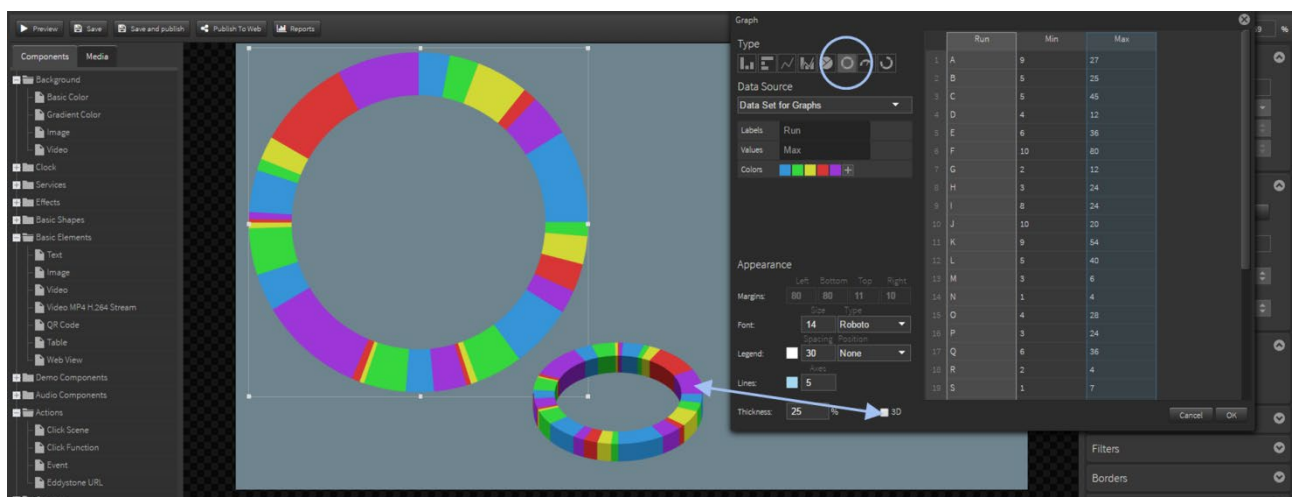 Preview Save Save and publish Publish To Web Reports
Components Media
Background
Basic Color
Gradient Color
Image
Video
Clock
Services
Effects
Basic Shapes
Basic Elements
Text
Image
Video
Video MP4 H.264 Stream
QR Code
Table
Web View
Demo Components
Audio Components
Actions
Click Scene
Click Function
Event
Eddystone URL
Graph
Type
Data Source
Data Set for Graphs
Labels Run
Values Max
Colors
Appearance
Left Bottom Top Right
Margins: 80 80 11 10
Size Type
Font: 14 Roboto
Spacing Position
Legend: 30 None
Axes
Lines: 5
Thickness: 25 % 3D
Run Min Max
1 A 9 27
2 B 5 25
3 C 5 45
4 D 4 12
5 E 6 36
6 F 10 80
7 G 2 12
8 H 3 24
9 I 8 24
10 J 10 20
11 K 9 54
12 L 5 40
13 M 3 6
14 N 1 4
15 O 4 28
16 P 3 24
17 Q 6 36
18 R 2 4
19 S 1 7
Cancel OK
%
Filters
Borders